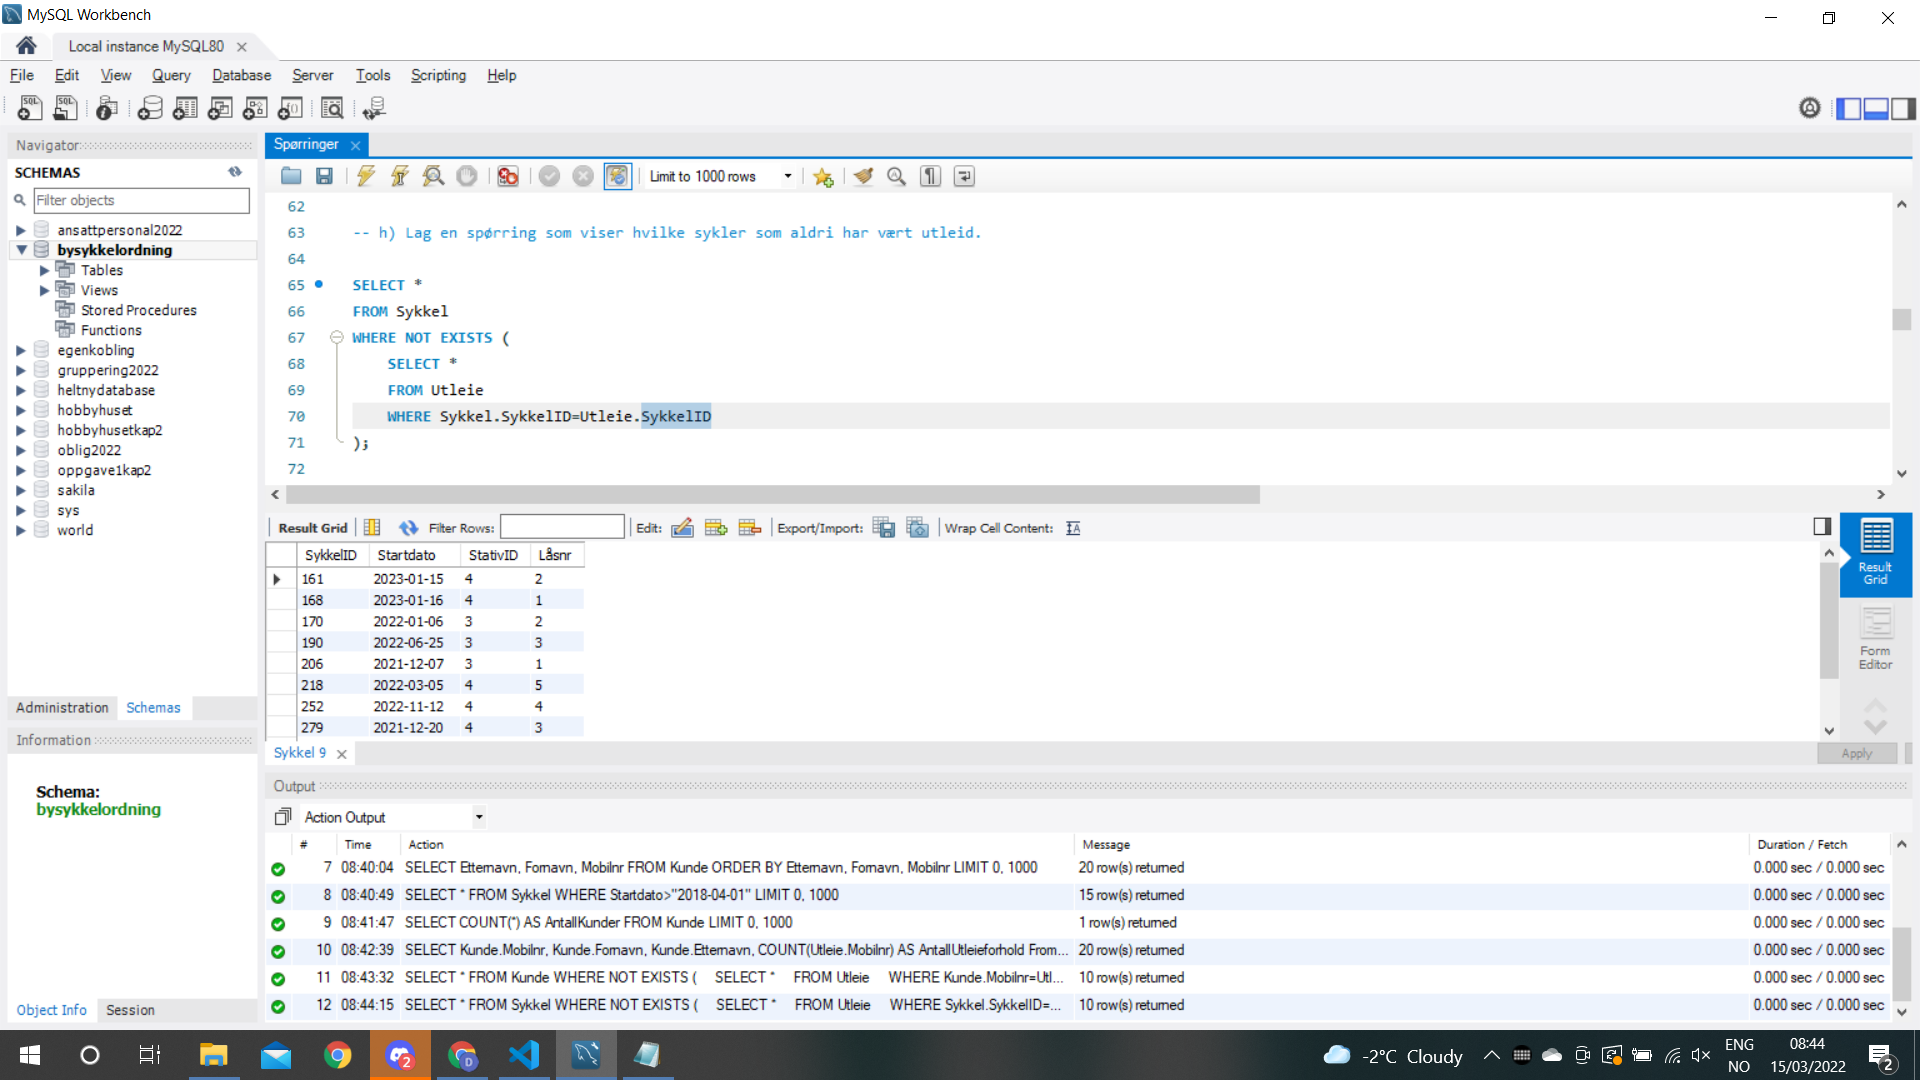 MySQL Workbench
Local instance MySQL80
File Edit View Query Database Server Tools Scripting Help
Navigator
SCHEMAS
Filter objects
ansattpersonal2022
bysykkelordning
Tables
Views
Stored Procedures
Functions
egenkobling
gruppering2022
heltnydatabase
hobbyhuset
hobbyhusetkap2
oblig2022
oppgave1kap2
sakila
sys
world
Administration Schemas
Information
Schema:
bysykkelordning
Object Info Session
Spørringer
Limit to 1000 rows
62
63 -- h) Lag en spørring som viser hvilke sykler som aldri har vært utleid.
64
65 SELECT *
66 FROM Sykkel
67 WHERE NOT EXISTS (
68 SELECT *
69 FROM Utleie
70 WHERE Sykkel.SykkelID=Utleie.SykkelID
71 );
72
Result Grid Filter Rows: Edit: Export/Import: Wrap Cell Content:
SykkelID Startdato StativID Låsnr
161 2023-01-15 4 2
168 2023-01-16 4 1
170 2022-01-06 3 2
190 2022-06-25 3 3
206 2021-12-07 3 1
218 2022-03-05 4 5
252 2022-11-12 4 4
279 2021-12-20 4 3
Result
Grid
Form
Editor
Sykkel 9
Apply
Output
Action Output
# Time Action Message Duration / Fetch
7 08:40:04 SELECT Etternavn, Fornavn, Mobilnr FROM Kunde ORDER BY Etternavn, Fornavn, Mobilnr LIMIT 0, 1000 20 row(s) returned 0.000 sec / 0.000 sec
8 08:40:49 SELECT * FROM Sykkel WHERE Startdato>"2018-04-01" LIMIT 0, 1000 15 row(s) returned 0.000 sec / 0.000 sec
9 08:41:47 SELECT COUNT(*) AS AntallKunder FROM Kunde LIMIT 0, 1000 1 row(s) returned 0.000 sec / 0.000 sec
10 08:42:39 SELECT Kunde.Mobilnr, Kunde.Fornavn, Kunde.Etternavn, COUNT(Utleie.Mobilnr) AS AntallUtleieforhold From... 20 row(s) returned 0.000 sec / 0.000 sec
11 08:43:32 SELECT * FROM Kunde WHERE NOT EXISTS ( SELECT * FROM Utleie WHERE Kunde.Mobilnr=Utl... 10 row(s) returned 0.000 sec / 0.000 sec
12 08:44:15 SELECT * FROM Sykkel WHERE NOT EXISTS ( SELECT * FROM Utleie WHERE Sykkel.SykkelID=... 10 row(s) returned 0.000 sec / 0.000 sec
-2°C Cloudy
ENG
NO
08:44
15/03/2022
2